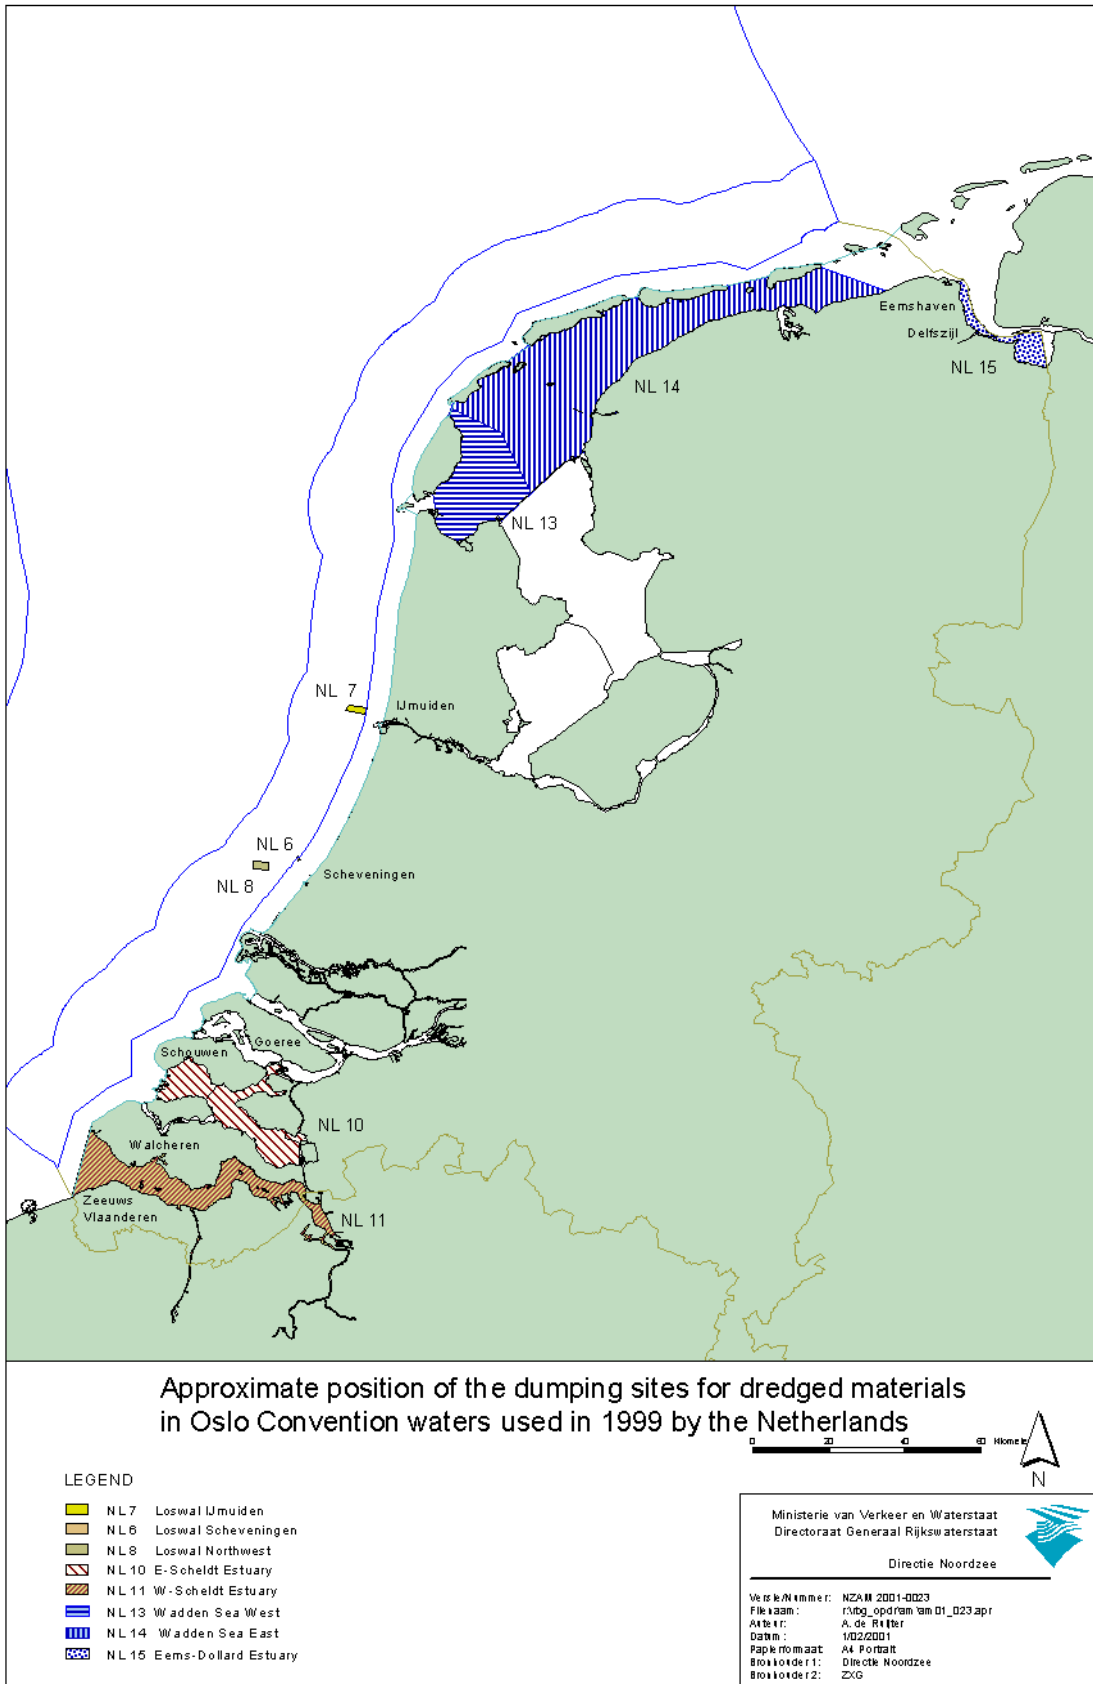 Eemshaven
Delfszijl
NL 15
NL 14
NL 13
NL 7
IJmuiden
NL 6
NL 8
Scheveningen
Goeree
Schouwen
NL 10
Walcheren
Zeeuws
Vlaanderen
NL 11
Approximate position of the dumping sites for dredged materials
in Oslo Convention waters used in 1999 by the Netherlands
0 20 40 60 Kilometer
N
LEGEND
NL 7 Loswal IJmuiden
NL 6 Loswal Scheveningen
NL 8 Loswal Northwest
NL 10 E-Scheldt Estuary
NL 11 W-Scheldt Estuary
NL 13 Wadden Sea West
NL 14 Wadden Sea East
NL 15 Eems-Dollard Estuary
Ministerie van Verkeer en Waterstaat
Directoraat Generaal Rijkswaterstaat
Directie Noordzee
Versie/Nummer: NZAM 2001-0023
Filenaam:
Auteur: A. de Ruijter
Datum: 1/02/2001
Papierformaat: A4 Portrait
Bronhouder 1: Directie Noordzee
Bronhouder 2: ZXG